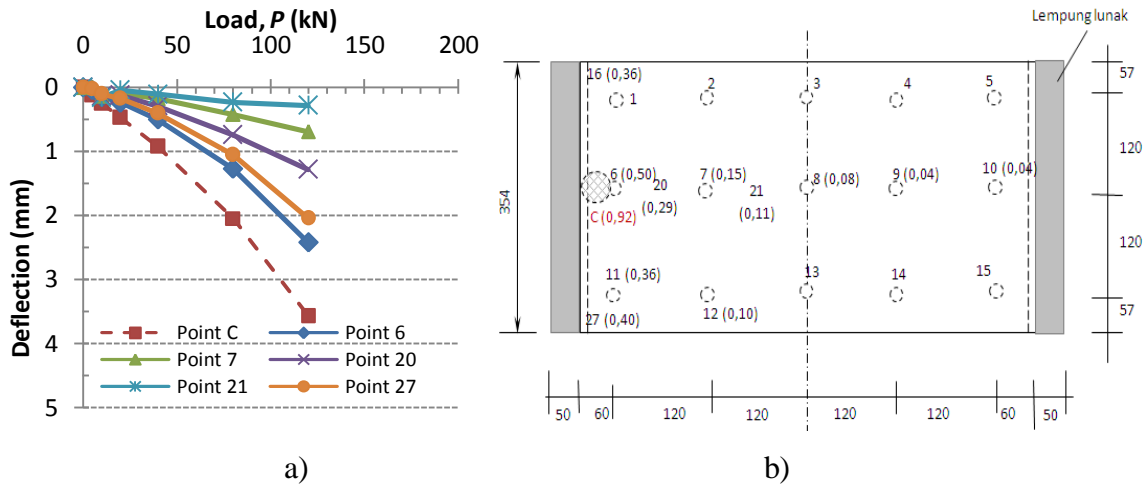 Load, P (kN)
0 50 100 150 200
Deflection (mm)
0
1
2
3
4
5
Point C Point 6
Point 7 Point 20
Point 21 Point 27
a)
Lempung lunak
16 (0,36)
1
2
3
4
5
6 (0,50)
20
(0,29)
7 (0,15)
21
(0,11)
8 (0,08)
9 (0,04)
10 (0,04)
C (0,92)
11 (0,36)
27 (0,40)
12 (0,10)
13
14
15
354
57
120
120
57
50 60 120 120 120 120 60 50
b)